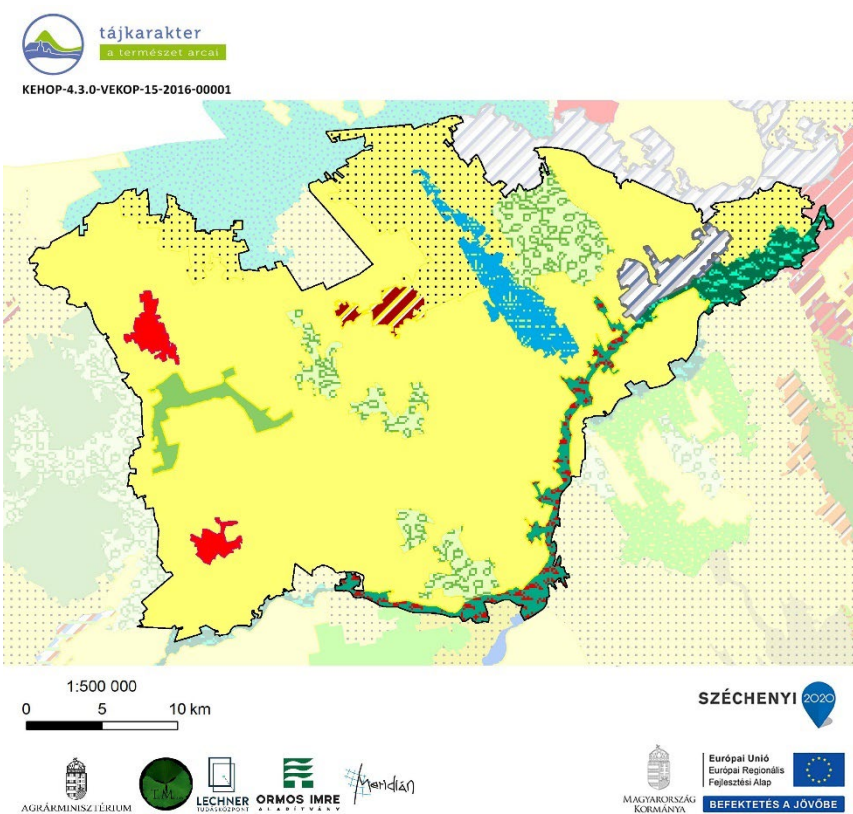 tájkarakter
a természet arcai
KEHOP-4.3.0-VEKOP-15-2016-00001
1:500 000
0 5 10 km
SZÉCHENYI 2020
AGRÁRMINISZTÉRIUM
LECHNER
TUDÁSKÖZPONT
ORMOS IMRE
ALAPÍTVÁNY
Meridián
MAGYARORSZÁG
KORMÁNYA
Európai Unió
Európai Regionális
Fejlesztési Alap
BEFEKTETÉS A JÖVŐBE